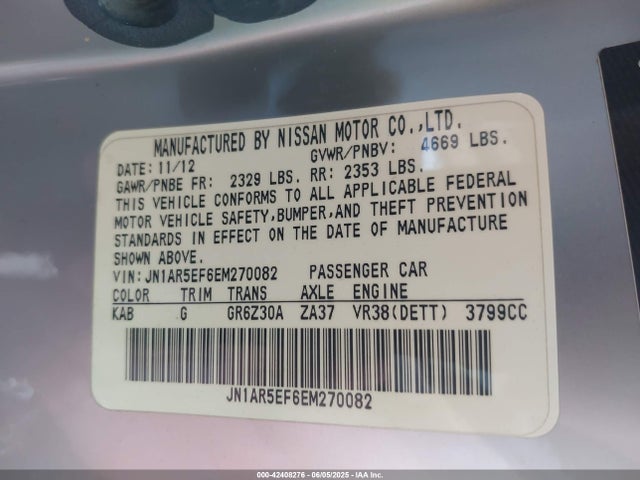 MANUFACTURED BY NISSAN MOTOR CO.,LTD.
DATE: 11/12 GVWR/PNBV: 4669 LBS.
GAWR/PNBE FR: 2329 LBS. RR: 2353 LBS.
THIS VEHICLE CONFORMS TO ALL APPLICABLE FEDERAL
MOTOR VEHICLE SAFETY,BUMPER,AND THEFT PREVENTION
STANDARDS IN EFFECT ON THE DATE OF MANUFACTURE
SHOWN ABOVE.
VIN: JN1AR5EF6EM270082 PASSENGER CAR
COLOR TRIM TRANS AXLE ENGINE
KAB G GR6Z30A ZA37 VR38(DETT) 3799CC
JN1AR5EF6EM270082
000-42408276 - 06/05/2025 - IAA Inc.